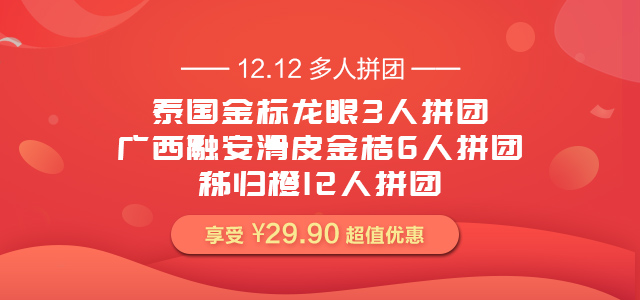 12.12 多人拼团
泰国金标龙眼3人拼团
广西融安滑皮金桔6人拼团
秭归橙12人拼团
享受 ¥29.90 超值优惠